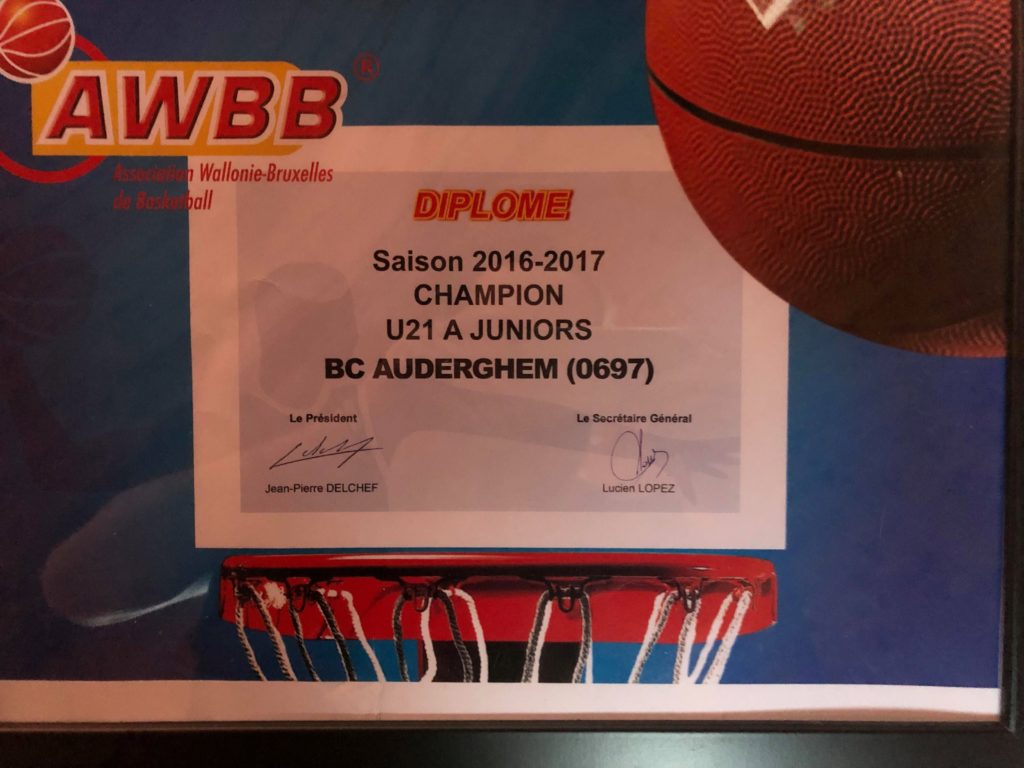 AWBB®
Association Wallonie-Bruxelles
de Basketball
DIPLOME
Saison 2016-2017
CHAMPION
U21 A JUNIORS
BC AUDERGHEM (0697)
Le Président
Le Secrétaire Général
Jean-Pierre DELCHEF
Lucien LOPEZ